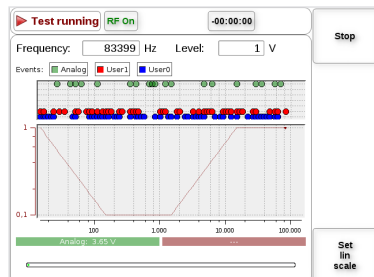 Test running RF On -00:00:00
Stop
Frequency: 83399 Hz Level: 1 V
Events: Analog User1 User0
1
0,1
100 1.000 10.000 100.000
Analog: 3.65 V ---
Set
lin
scale